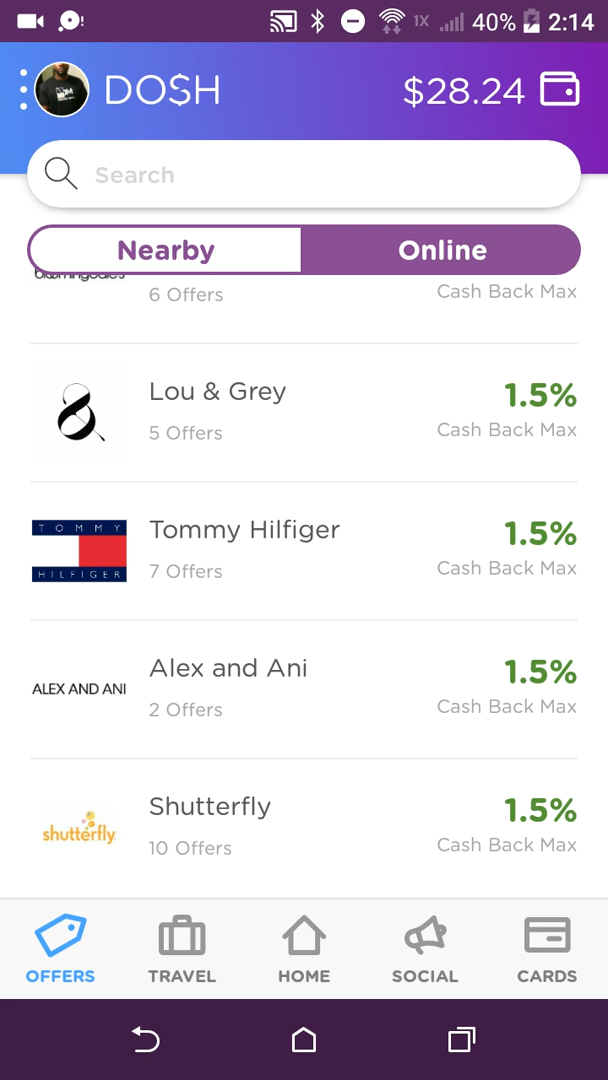 1X 40% 2:14
DO$H $28.24
Search
Nearby Online
bloomingdale's
6 Offers Cash Back Max
Lou & Grey 1.5%
5 Offers Cash Back Max
TOMMY
HILFIGER
Tommy Hilfiger 1.5%
7 Offers Cash Back Max
ALEX AND ANI
Alex and Ani 1.5%
2 Offers Cash Back Max
shutterfly
Shutterfly 1.5%
10 Offers Cash Back Max
OFFERS TRAVEL HOME SOCIAL CARDS